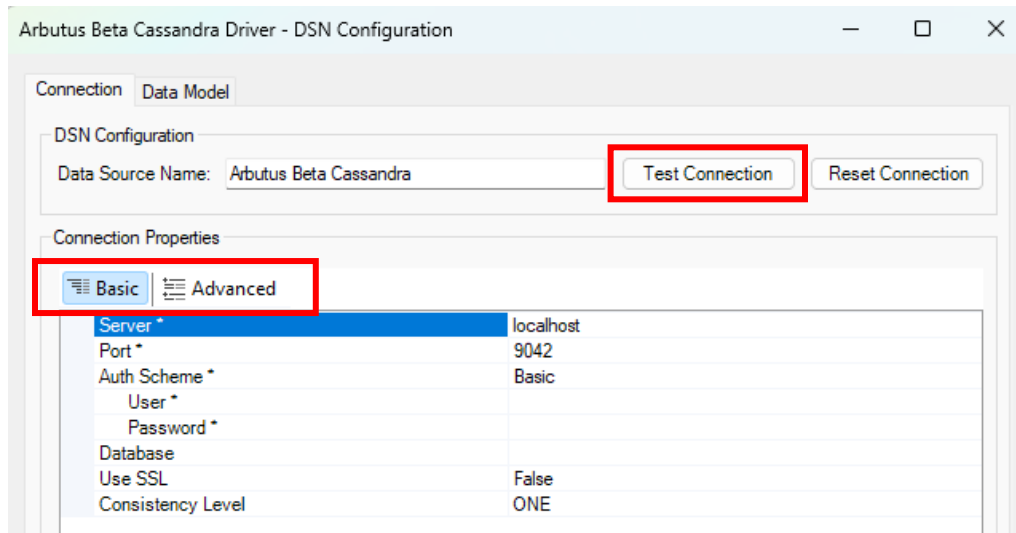 Arbutus Beta Cassandra Driver - DSN Configuration
Connection Data Model
DSN Configuration
Data Source Name: Arbutus Beta Cassandra Test Connection Reset Connection
Connection Properties
Basic Advanced
Server * localhost
Port * 9042
Auth Scheme * Basic
User *
Password *
Database
Use SSL False
Consistency Level ONE